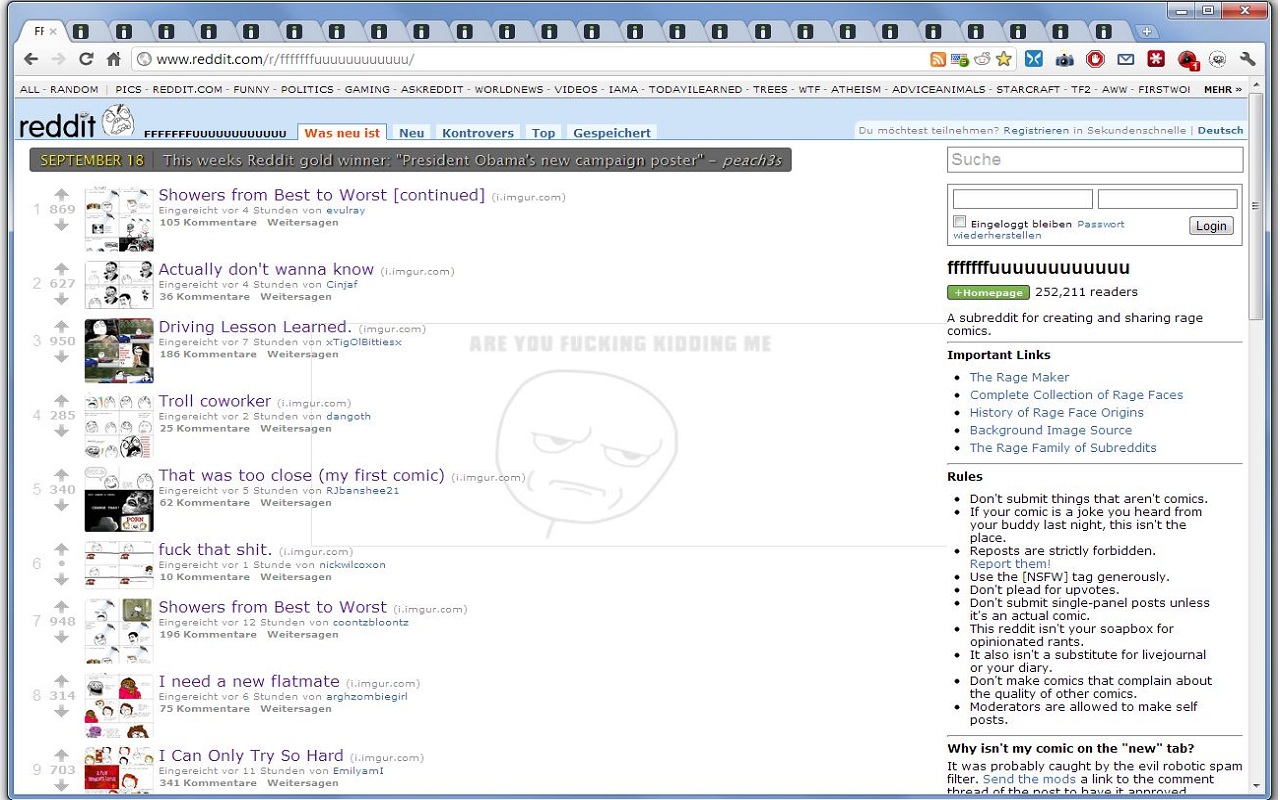 FF
www.reddit.com/r/fffffffuuuuuuuuuuuu/
ALL - RANDOM | PICS - REDDIT.COM - FUNNY - POLITICS - GAMING - ASKREDDIT - WORLDNEWS - VIDEOS - IAMA - TODAYILEARNED - TREES - WTF - ATHEISM - ADVICEANIMALS - STARCRAFT - TF2 - AWW - FIRSTWO MEHR »
reddit FFFFFFFUUUUUUUUUUUU Was neu ist Neu Kontrovers Top Gespeichert
Du möchtest teilnehmen? Registrieren in Sekundenschnelle | Deutsch
SEPTEMBER 18 | This weeks Reddit gold winner: "President Obama's new campaign poster" - peach3s
1 869
Showers from Best to Worst [continued] (i.imgur.com)
Eingereicht vor 4 Stunden von evulray
105 Kommentare Weitersagen
2 627
Actually don't wanna know (i.imgur.com)
Eingereicht vor 4 Stunden von Cinjaf
36 Kommentare Weitersagen
3 950
Driving Lesson Learned. (imgur.com)
Eingereicht vor 7 Stunden von xTigOlBittiesx
186 Kommentare Weitersagen
ARE YOU FUCKING KIDDING ME
4 285
Troll coworker (i.imgur.com)
Eingereicht vor 2 Stunden von dangoth
25 Kommentare Weitersagen
5 340
That was too close (my first comic) (i.imgur.com)
Eingereicht vor 5 Stunden von RJbanshee21
62 Kommentare Weitersagen
PORN
6 •
fuck that shit. (i.imgur.com)
Eingereicht vor 1 Stunde von nickwilcoxon
10 Kommentare Weitersagen
7 948
Showers from Best to Worst (i.imgur.com)
Eingereicht vor 12 Stunden von coontzbloontz
196 Kommentare Weitersagen
8 314
I need a new flatmate (i.imgur.com)
Eingereicht vor 6 Stunden von arghzombiegirl
75 Kommentare Weitersagen
9 703
I Can Only Try So Hard (i.imgur.com)
Eingereicht vor 11 Stunden von EmilyamI
341 Kommentare Weitersagen
Suche
Eingeloggt bleiben Passwort
wiederherstellen
Login
fffffffuuuuuuuuuuuu
+Homepage 252,211 readers
A subreddit for creating and sharing rage
comics.
Important Links
• The Rage Maker
• Complete Collection of Rage Faces
• History of Rage Face Origins
• Background Image Source
• The Rage Family of Subreddits
Rules
• Don't submit things that aren't comics.
• If your comic is a joke you heard from
your buddy last night, this isn't the
place.
• Reposts are strictly forbidden.
Report them!
• Use the [NSFW] tag generously.
• Don't plead for upvotes.
• Don't submit single-panel posts unless
it's an actual comic.
• This reddit isn't your soapbox for
opinionated rants.
• It also isn't a substitute for livejournal
or your diary.
• Don't make comics that complain about
the quality of other comics.
• Moderators are allowed to make self
posts.
Why isn't my comic on the "new" tab?
It was probably caught by the evil robotic spam
filter. Send the mods a link to the comment
thread of the post to have it approved.